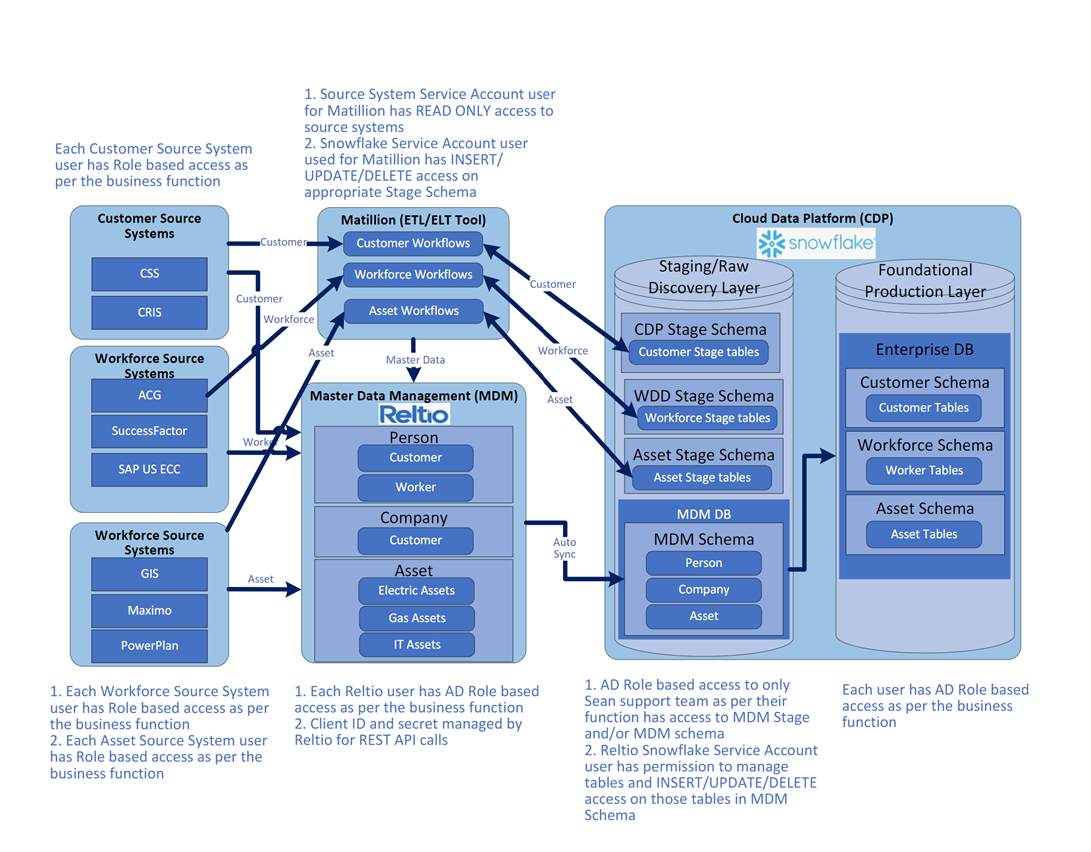 1. Source System Service Account user
for Matillion has READ ONLY access to
source systems
2. Snowflake Service Account user
used for Matillion has INSERT/
UPDATE/DELETE access on
appropriate Stage Schema
Each Customer Source System
user has Role based access as
per the business function
Customer Source
Systems
CSS
CRIS
Workforce Source
Systems
ACG
SuccessFactor
SAP US ECC
Workforce Source
Systems
GIS
Maximo
PowerPlan
Customer
Customer
Workforce
Asset
Worker
Asset
Matillion (ETL/ELT Tool)
Customer Workflows
Workforce Workflows
Asset Workflows
Master Data
Master Data Management (MDM)
Reltio
Person
Customer
Worker
Company
Customer
Asset
Electric Assets
Gas Assets
IT Assets
Customer
Workforce
Asset
Auto
Sync
Cloud Data Platform (CDP)
snowflake
Staging/Raw
Discovery Layer
CDP Stage Schema
Customer Stage tables
WDD Stage Schema
Workforce Stage tables
Asset Stage Schema
Asset Stage tables
MDM DB
MDM Schema
Person
Company
Asset
Foundational
Production Layer
Enterprise DB
Customer Schema
Customer Tables
Workforce Schema
Worker Tables
Asset Schema
Asset Tables
1. Each Workforce Source System
user has Role based access as per
the business function
2. Each Asset Source System user
has Role based access as per the
business function
1. Each Reltio user has AD Role based
access as per the business function
2. Client ID and secret managed by
Reltio for REST API calls
1. AD Role based access to only
Sean support team as per their
function has access to MDM Stage
and/or MDM schema
2. Reltio Snowflake Service Account
user has permission to manage
tables and INSERT/UPDATE/DELETE
access on those tables in MDM
Schema
Each user has AD Role based
access as per the business
function